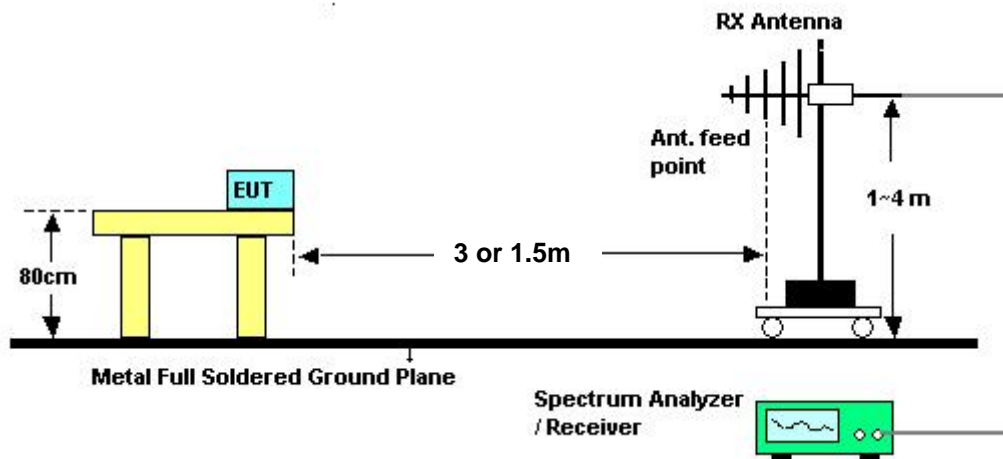 RX Antenna
Ant. feed
point
EUT
1~4 m
3 or 1.5m
80cm
Metal Full Soldered Ground Plane
Spectrum Analyzer
/ Receiver